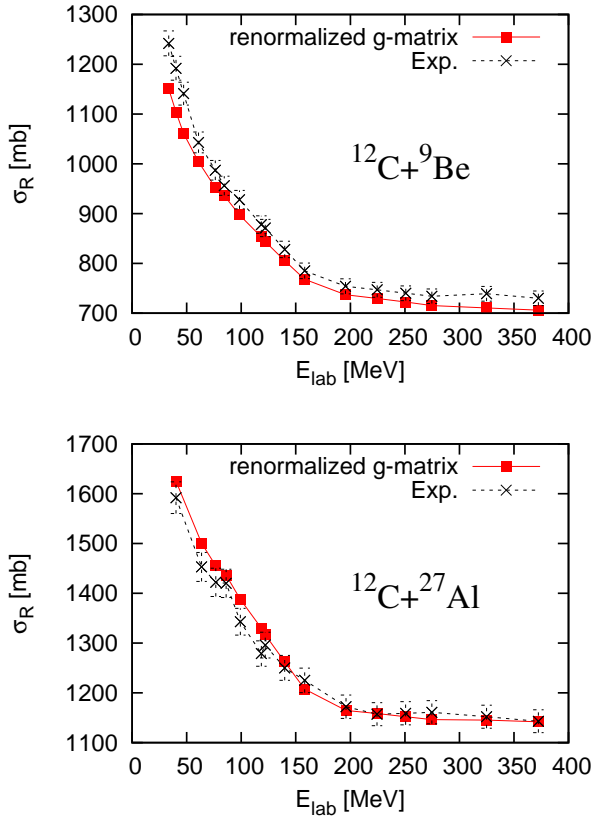 1300
1200
1100
1000
900
800
700
0 50 100 150 200 250 300 350 400
σR [mb]
Elab [MeV]
renormalized g-matrix
Exp.
12C+9Be
1700
1600
1500
1400
1300
1200
1100
0 50 100 150 200 250 300 350 400
σR [mb]
Elab [MeV]
renormalized g-matrix
Exp.
12C+27Al